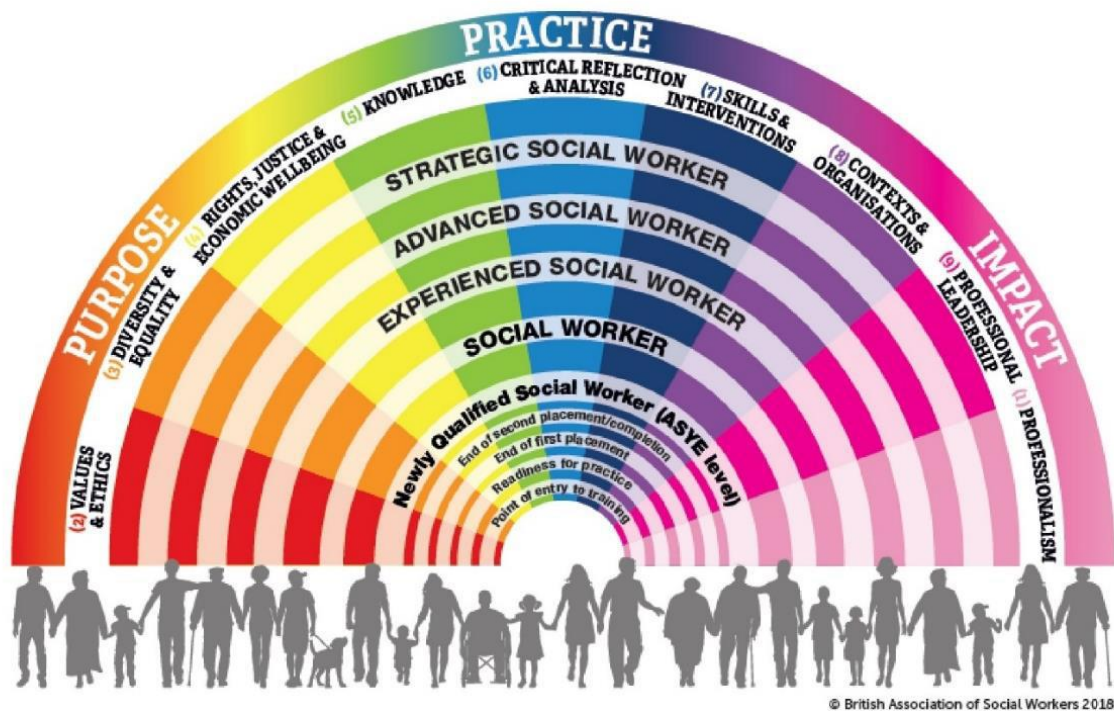 PRACTICE
PURPOSE
IMPACT
(2) VALUES
& ETHICS
(3) DIVERSITY &
EQUALITY
(4) RIGHTS, JUSTICE &
ECONOMIC WELLBEING
(5) KNOWLEDGE
(6) CRITICAL REFLECTION
& ANALYSIS
(7) SKILLS &
INTERVENTIONS
(8) CONTEXTS &
ORGANISATIONS
(9) PROFESSIONAL
LEADERSHIP
(1) PROFESSIONALISM
STRATEGIC SOCIAL WORKER
ADVANCED SOCIAL WORKER
EXPERIENCED SOCIAL WORKER
SOCIAL WORKER
Newly Qualified Social Worker (ASYE level)
End of second placement/completion
End of first placement
Readiness for practice
Point of entry to training
© British Association of Social Workers 2018